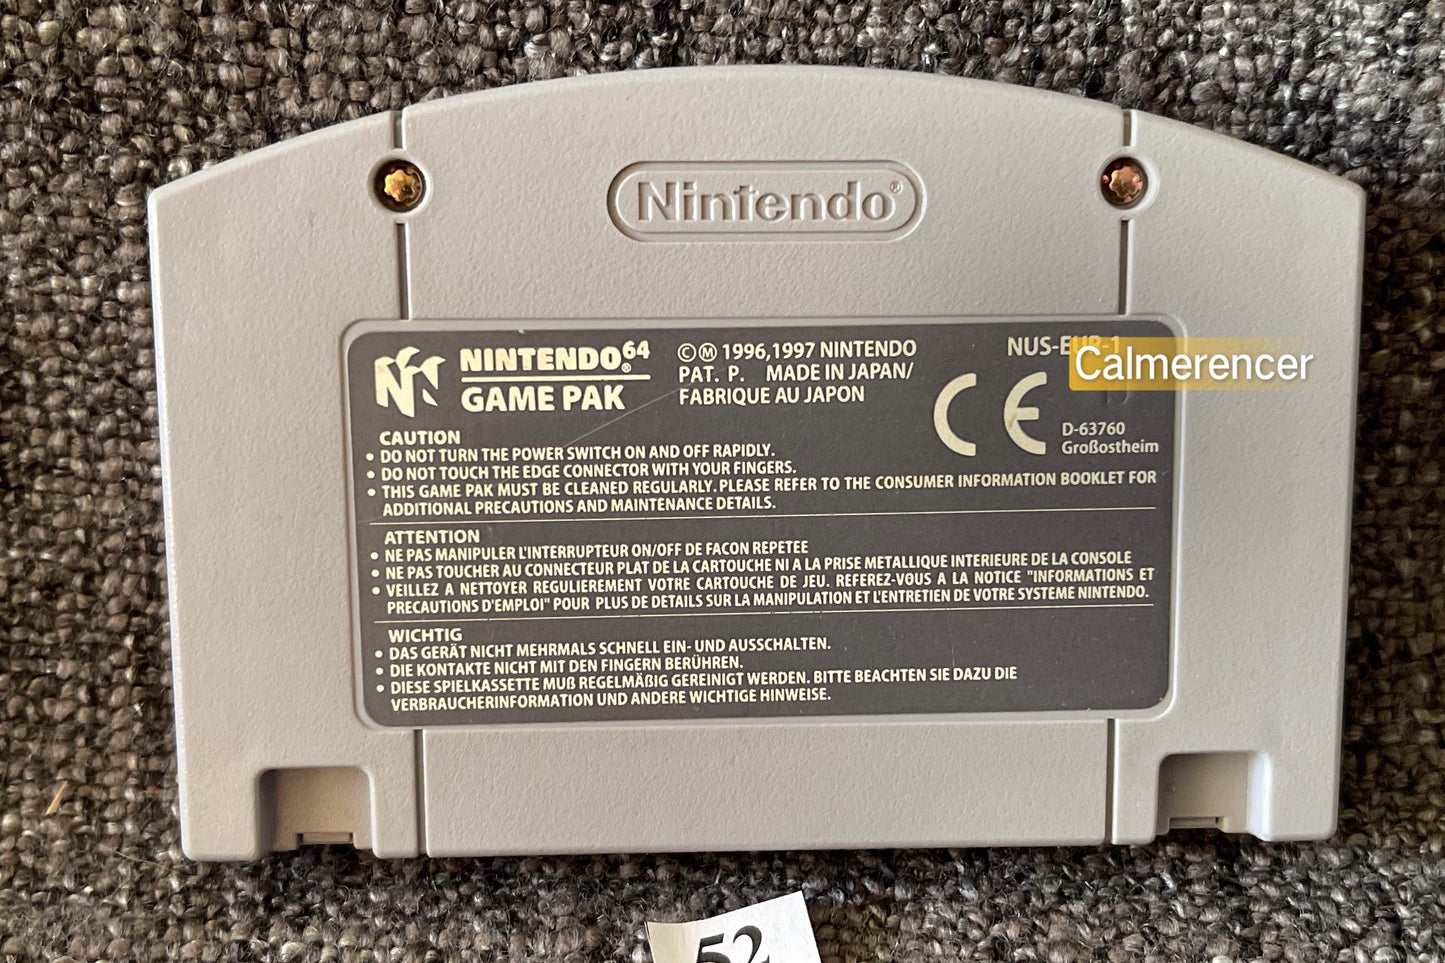 Nintendo®
NINTENDO64®
GAME PAK
©Ⓜ 1996,1997 NINTENDO
PAT. P. MADE IN JAPAN/
FABRIQUE AU JAPON
NUS-EUR-1
Calmerencer
CE
D-63760
Großostheim
CAUTION
• DO NOT TURN THE POWER SWITCH ON AND OFF RAPIDLY.
• DO NOT TOUCH THE EDGE CONNECTOR WITH YOUR FINGERS.
• THIS GAME PAK MUST BE CLEANED REGULARLY. PLEASE REFER TO THE CONSUMER INFORMATION BOOKLET FOR
ADDITIONAL PRECAUTIONS AND MAINTENANCE DETAILS.
ATTENTION
• NE PAS MANIPULER L'INTERRUPTEUR ON/OFF DE FACON REPETEE
• NE PAS TOUCHER AU CONNECTEUR PLAT DE LA CARTOUCHE NI A LA PRISE METALLIQUE INTERIEURE DE LA CONSOLE
• VEILLEZ A NETTOYER REGULIEREMENT VOTRE CARTOUCHE DE JEU. REFEREZ-VOUS A LA NOTICE "INFORMATIONS ET
PRECAUTIONS D'EMPLOI" POUR PLUS DE DETAILS SUR LA MANIPULATION ET L'ENTRETIEN DE VOTRE SYSTEME NINTENDO.
WICHTIG
• DAS GERÄT NICHT MEHRMALS SCHNELL EIN- UND AUSSCHALTEN.
• DIE KONTAKTE NICHT MIT DEN FINGERN BERÜHREN.
• DIESE SPIELKASSETTE MUß REGELMÄßIG GEREINIGT WERDEN. BITTE BEACHTEN SIE DAZU DIE
VERBRAUCHERINFORMATION UND ANDERE WICHTIGE HINWEISE.
52